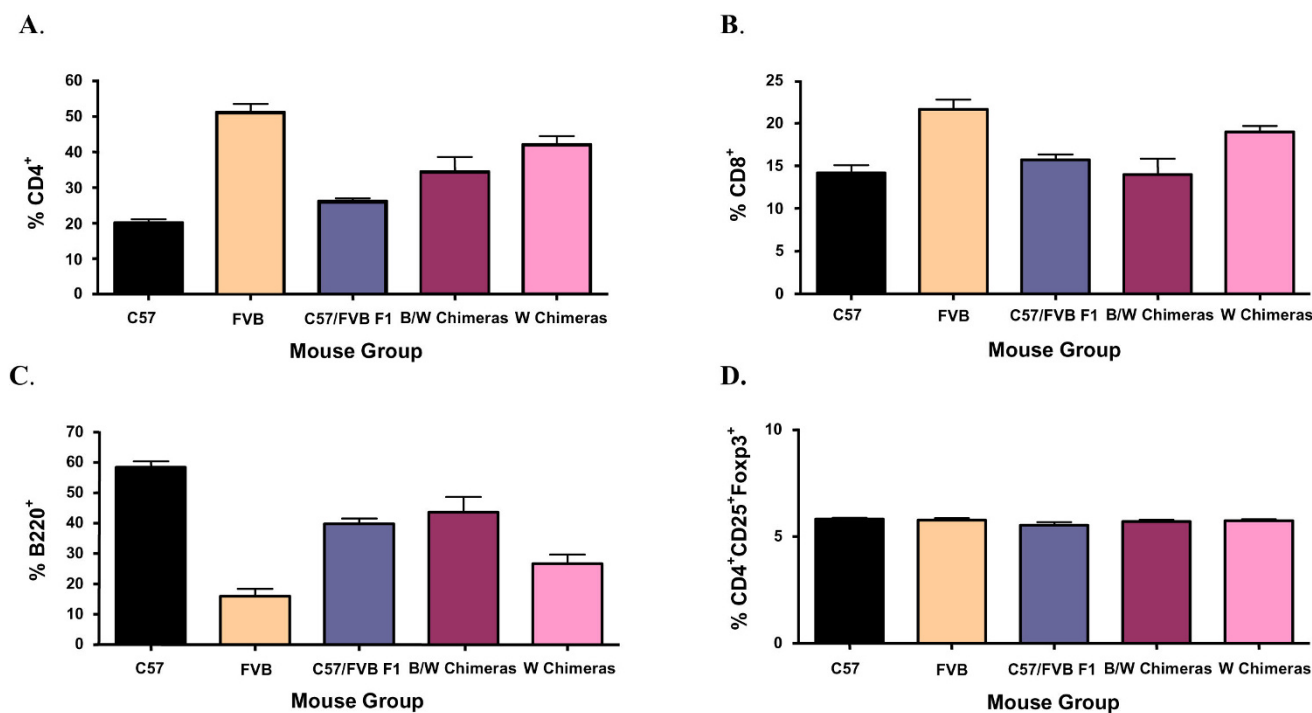 A.
% CD4+
60
50
40
30
20
10
0
C57
FVB
C57/FVB F1
B/W Chimeras
W Chimeras
Mouse Group
B.
% CD8+
25
20
15
10
5
0
C57
FVB
C57/FVB F1
B/W Chimeras
W Chimeras
Mouse Group
C.
% B220+
70
60
50
40
30
20
10
0
C57
FVB
C57/FVB F1
B/W Chimeras
W Chimeras
Mouse Group
D.
% CD4+CD25+Foxp3+
10
5
0
C57
FVB
C57/FVB F1
B/W Chimeras
W Chimeras
Mouse Group